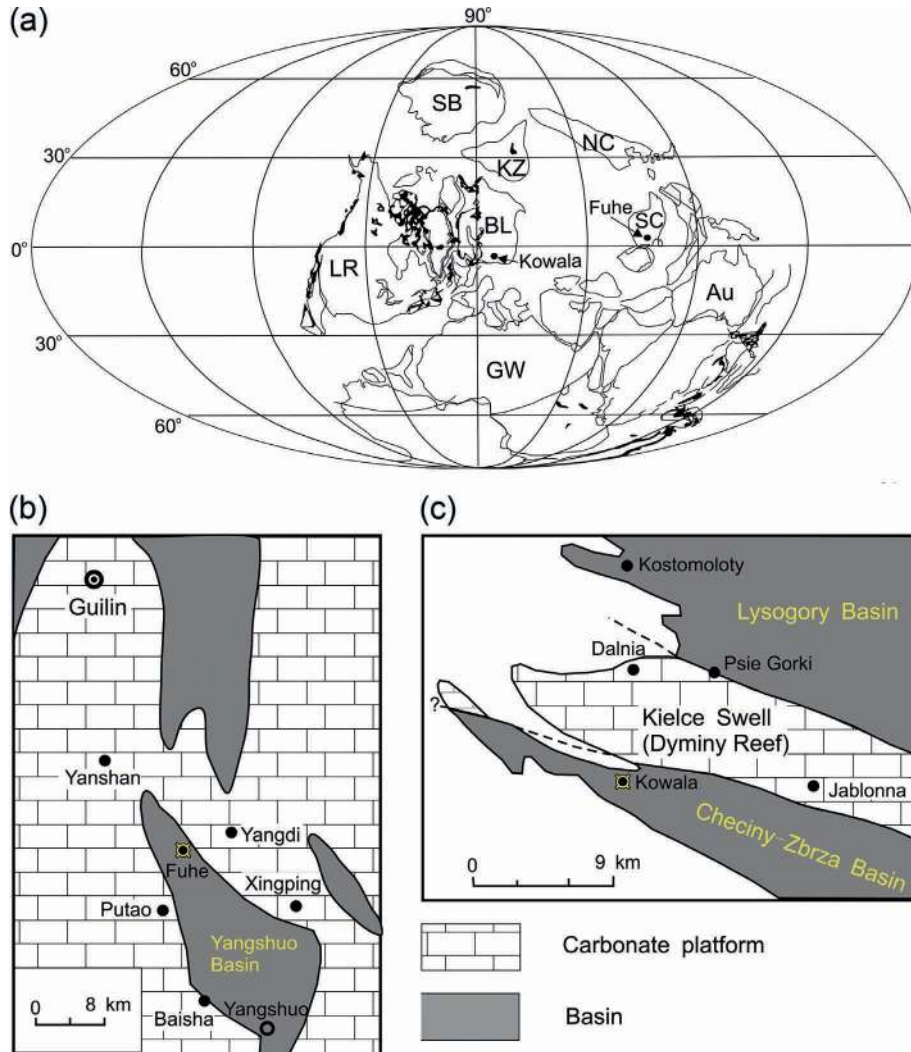 (a)
90°
60°
SB
NC
30°
KZ
Fuhe
SC
BL
0°
Kowala
LR
Au
30°
GW
60°
(b)
Guilin
Yanshan
Yangdi
Fuhe
Xingping
Putao
Yangshuo
Basin
0 8 km
Baisha
Yangshuo
(c)
Kostomoloty
Lysogory Basin
Dalnia
Psie Gorki
Kielce Swell
(Dyminy Reef)
?
Kowala
Jablonna
Checiny-Zbrza Basin
0 9 km
Carbonate platform
Basin